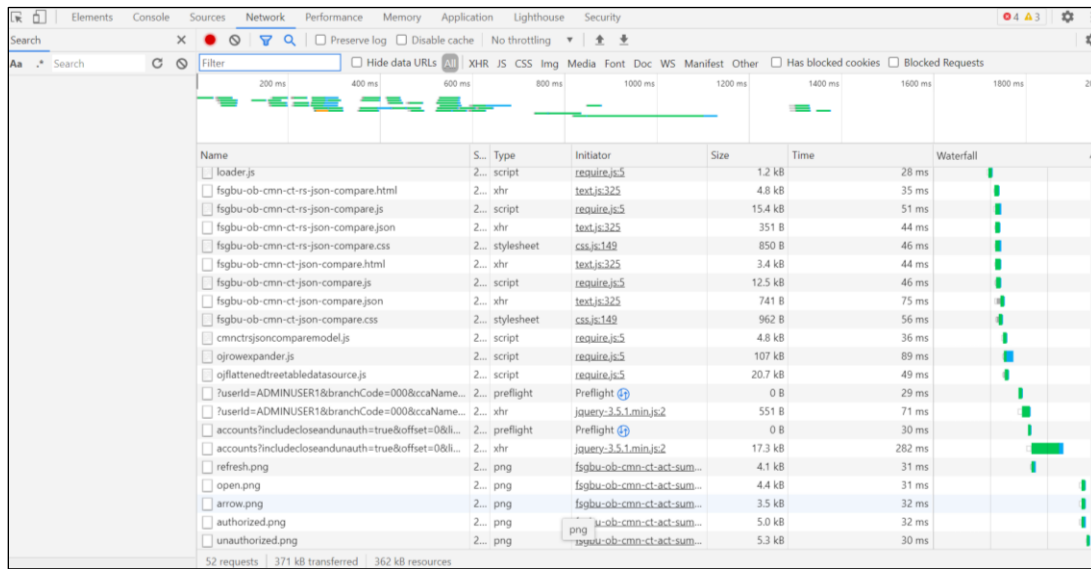 Elements Console Sources Network Performance Memory Application Lighthouse Security 4 3
Search Preserve log Disable cache No throttling
Aa .* Search Filter Hide data URLs All XHR JS CSS Img Media Font Doc WS Manifest Other Has blocked cookies Blocked Requests
200 ms 400 ms 600 ms 800 ms 1000 ms 1200 ms 1400 ms 1600 ms 1800 ms
Name S... Type Initiator Size Time Waterfall
loader.js 2... script require.js:5 1.2 kB 28 ms
fsgbu-ob-cmn-ct-rs-json-compare.html 2... xhr text.js:325 4.8 kB 35 ms
fsgbu-ob-cmn-ct-rs-json-compare.js 2... script require.js:5 15.4 kB 51 ms
fsgbu-ob-cmn-ct-rs-json-compare.json 2... xhr text.js:325 351 B 44 ms
fsgbu-ob-cmn-ct-rs-json-compare.css 2... stylesheet css.js:149 850 B 46 ms
fsgbu-ob-cmn-ct-json-compare.html 2... xhr text.js:325 3.4 kB 44 ms
fsgbu-ob-cmn-ct-json-compare.js 2... script require.js:5 12.5 kB 46 ms
fsgbu-ob-cmn-ct-json-compare.json 2... xhr text.js:325 741 B 75 ms
fsgbu-ob-cmn-ct-json-compare.css 2... stylesheet css.js:149 962 B 56 ms
cmnctrsjsoncomparemodel.js 2... script require.js:5 4.8 kB 36 ms
ojrowexpander.js 2... script require.js:5 107 kB 89 ms
ojflattenedtreetabledatasource.js 2... script require.js:5 20.7 kB 49 ms
?userId=ADMINUSER1&branchCode=000&ccaName... 2... preflight Preflight 0 B 29 ms
?userId=ADMINUSER1&branchCode=000&ccaName... 2... xhr jquery-3.5.1.min.js:2 551 B 71 ms
accounts?includecloseandunauth=true&offset=0&li... 2... preflight Preflight 0 B 30 ms
accounts?includecloseandunauth=true&offset=0&li... 2... xhr jquery-3.5.1.min.js:2 17.3 kB 282 ms
refresh.png 2... png fsgbu-ob-cmn-ct-act-sum... 4.1 kB 31 ms
open.png 2... png fsgbu-ob-cmn-ct-act-sum... 4.4 kB 31 ms
arrow.png 2... png fsgbu-ob-cmn-ct-act-sum... 3.5 kB 32 ms
authorized.png 2... png u-ob-cmn-ct-act-sum... 5.0 kB 32 ms
png
unauthorized.png 2... png fsgbu-ob-cmn-ct-act-sum... 5.3 kB 30 ms
52 requests 371 kB transferred 362 kB resources